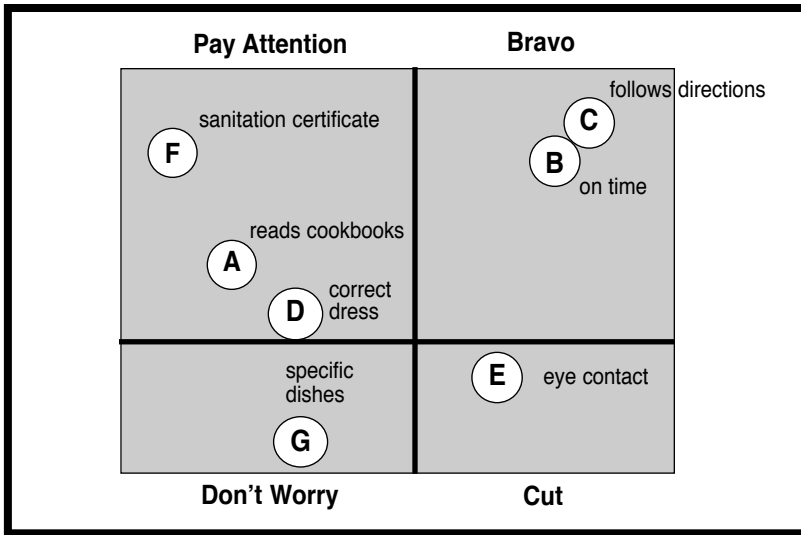 Pay Attention
Bravo
follows directions
C
sanitation certificate
F
B
on time
reads cookbooks
A
correct
dress
D
specific
dishes
E
eye contact
G
Don't Worry
Cut